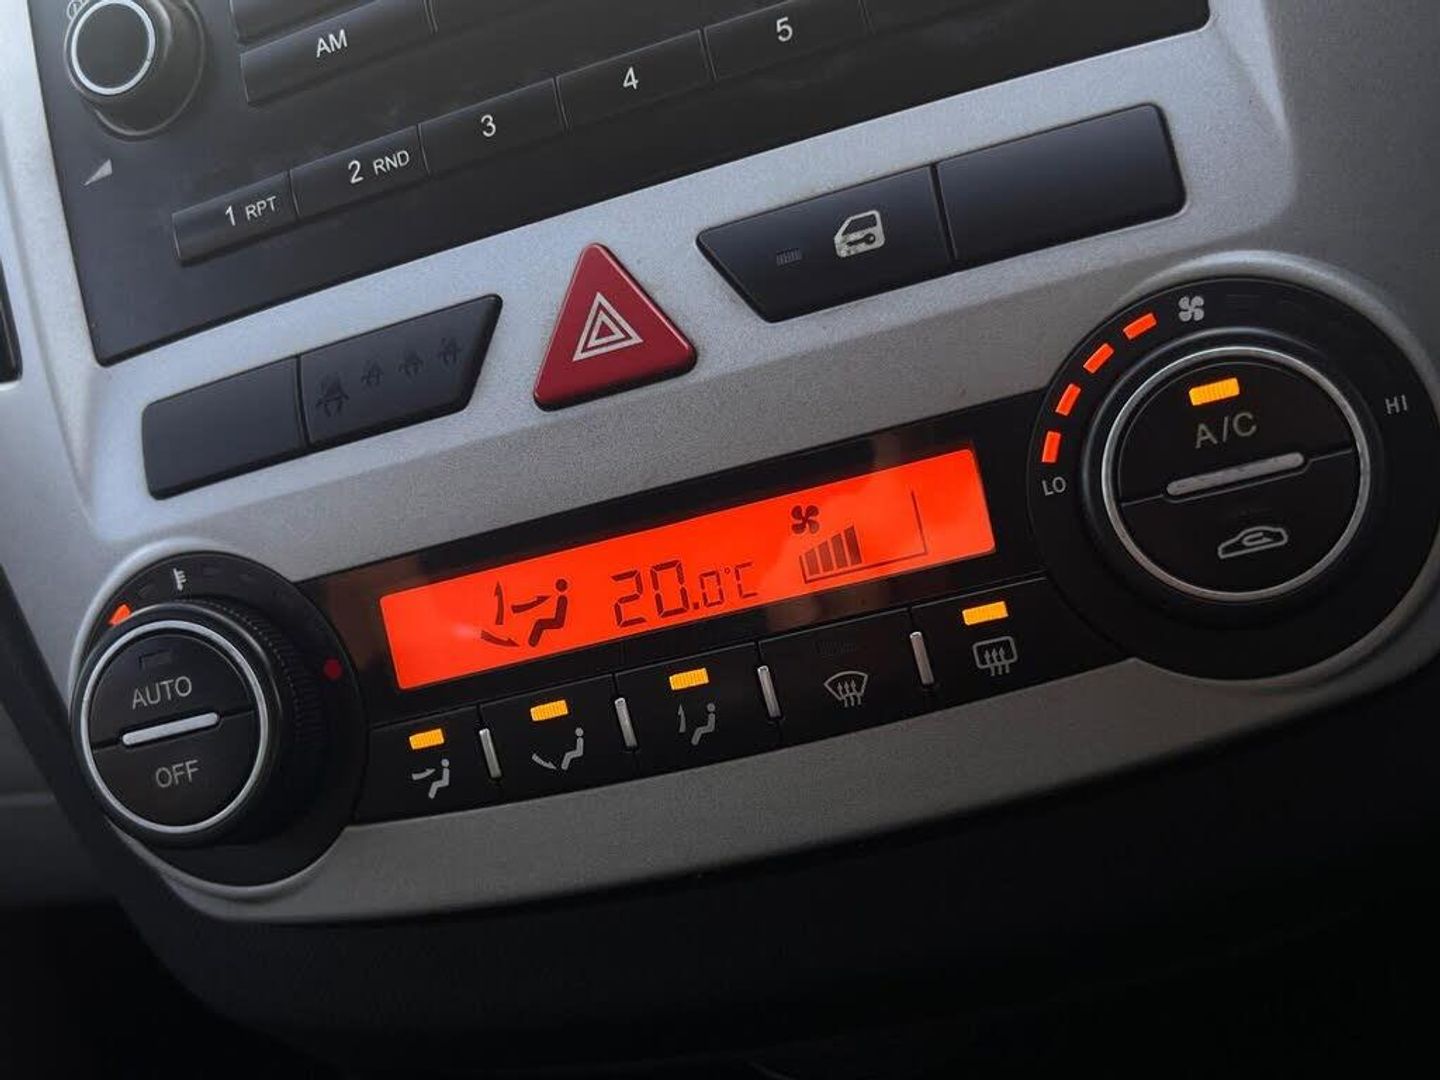 AM
1 RPT
2 RND
3
4
5
A/C
HI
LO
20.0°C
AUTO
OFF